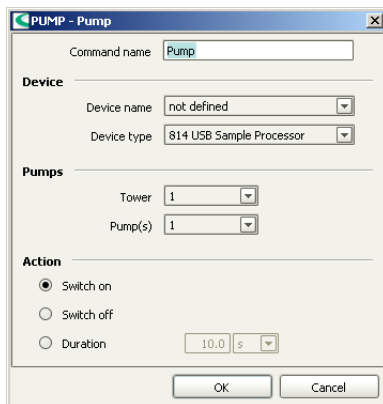 PUMP - Pump
Command name Pump
Device
Device name not defined
Device type 814 USB Sample Processor
Pumps
Tower 1
Pump(s) 1
Action
Switch on
Switch off
Duration 10.0 s
OK Cancel